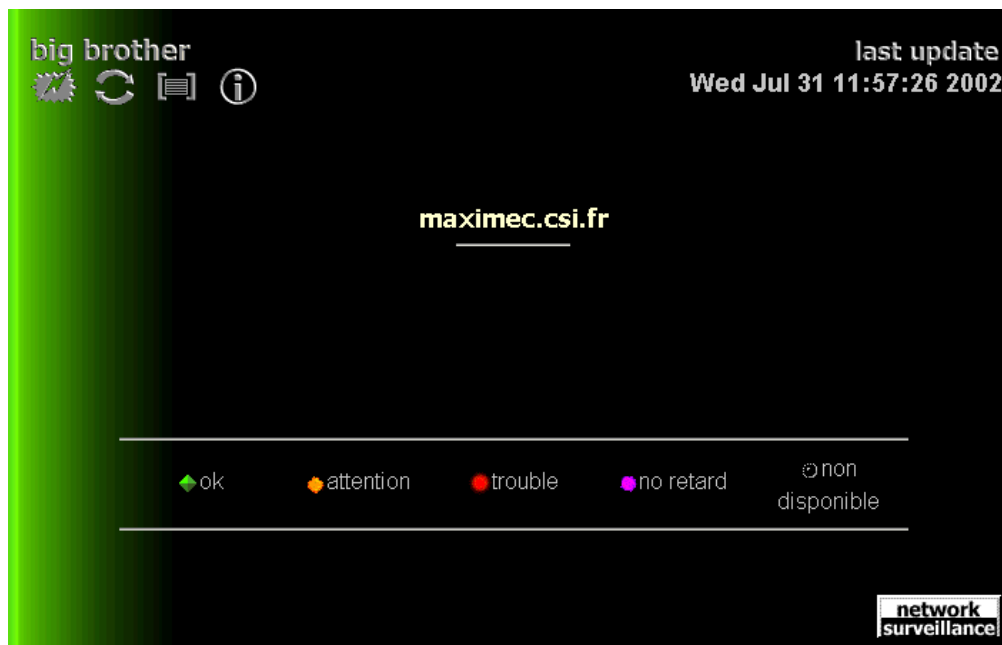 big brother
last update
Wed Jul 31 11:57:26 2002
maximec.csi.fr
ok
attention
trouble
no retard
non
disponible
network
surveillance